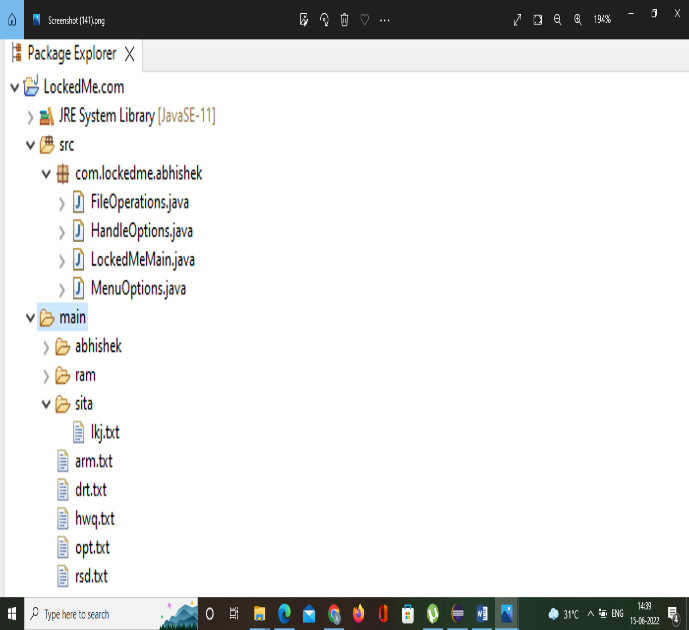 Screenshot (141).png
194%
Package Explorer
LockedMe.com
JRE System Library [JavaSE-11]
src
com.lockedme.abhishek
FileOperations.java
HandleOptions.java
LockedMeMain.java
MenuOptions.java
main
abhishek
ram
sita
lkj.txt
arm.txt
drt.txt
hwq.txt
opt.txt
rsd.txt
Type here to search
31°C
ENG
14:39
15-06-2022
4